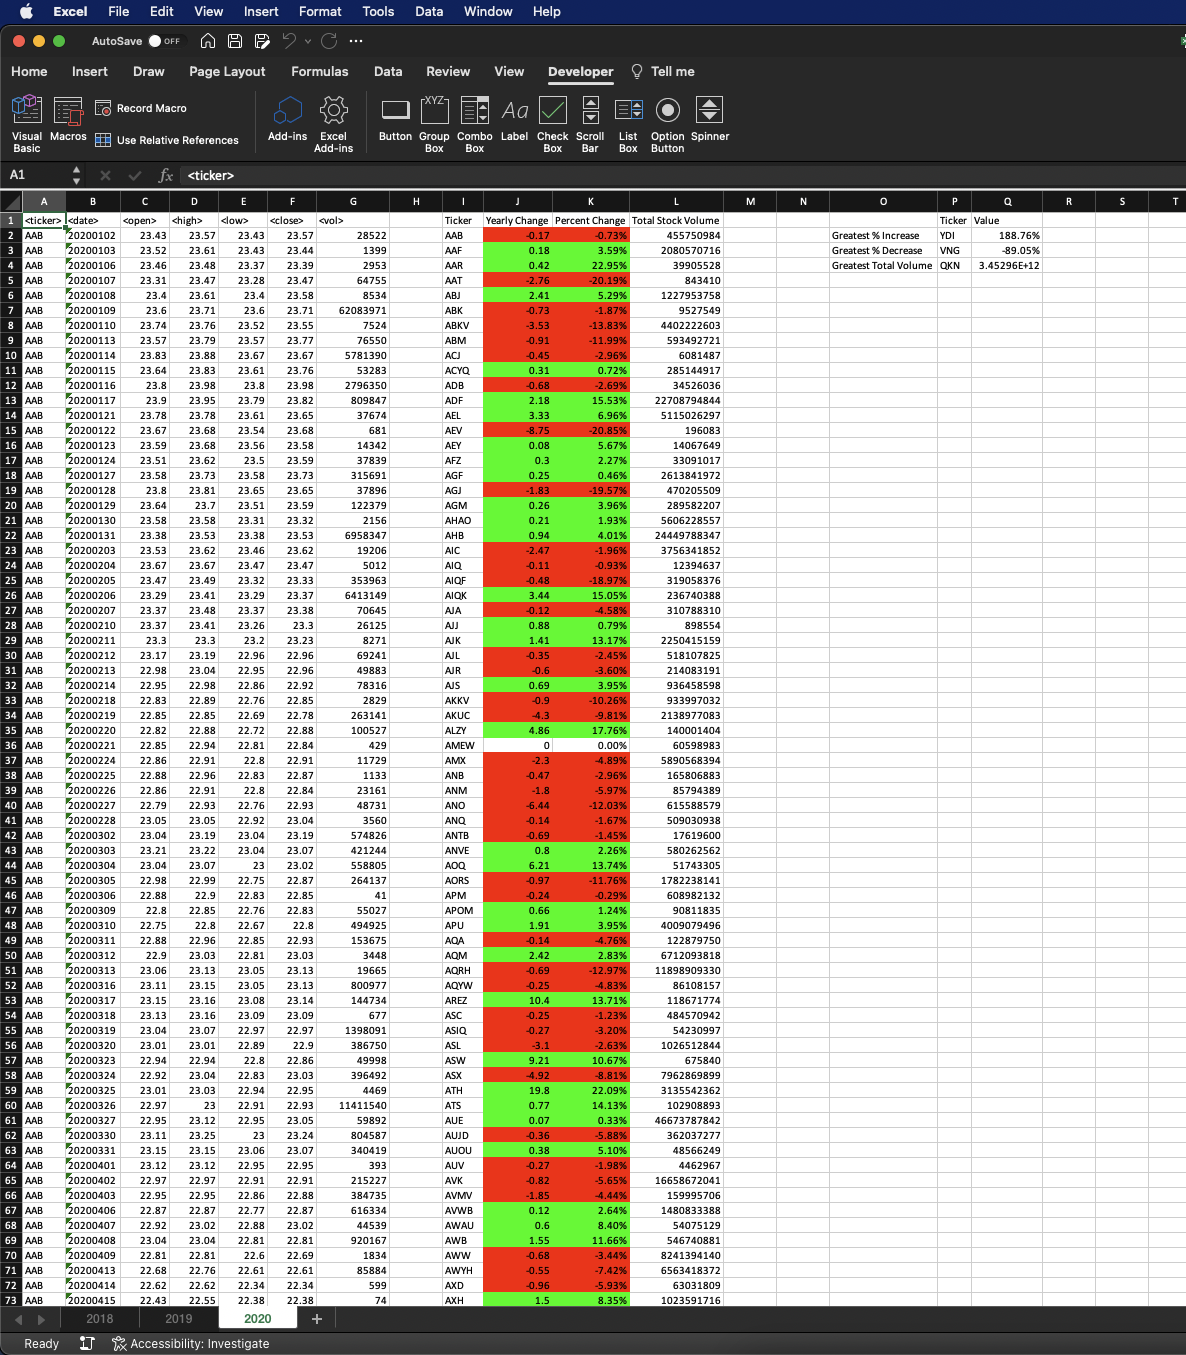 Excel File Edit View Insert Format Tools Data Window Help
AutoSave OFF
Home Insert Draw Page Layout Formulas Data Review View Developer Tell me
Visual Basic Macros Record Macro Use Relative References Add-ins Excel Add-ins Button Group Box Combo Box Label Check Box Scroll Bar List Box Option Button Spinner
A1 fx <ticker>
A B C D E F G H I J K L M N O P Q R S T
1 <ticker> <date> <open> <high> <low> <close> <vol> Ticker Yearly Change Percent Change Total Stock Volume Ticker Value
2 AAB 20200102 23.43 23.57 23.43 23.57 28522 AAB -0.17 -0.73% 455750984 Greatest % Increase YDI 188.76%
3 AAB 20200103 23.52 23.61 23.44 23.44 1399 AAF 0.18 3.59% 2080570716 Greatest % Decrease VNG -89.05%
4 AAB 20200106 23.46 23.48 23.37 23.39 2953 AAR 0.42 22.95% 39905528 Greatest Total Volume QKN 3.45296E+12
5 AAB 20200107 23.31 23.47 23.28 23.47 64755 AAT -2.76 -20.19% 843410
6 AAB 20200108 23.4 23.61 23.4 23.58 8534 ABJ 2.41 5.29% 1227953758
7 AAB 20200109 23.6 23.71 23.6 23.71 62083971 ABK -0.73 -1.87% 9527549
8 AAB 20200110 23.74 23.76 23.52 23.55 7524 ABKV -3.53 -13.83% 4402222603
9 AAB 20200113 23.57 23.79 23.57 23.77 76550 ABM -0.91 -11.99% 593492721
10 AAB 20200114 23.83 23.88 23.67 23.67 5781390 ACJ -0.45 -2.96% 6081487
11 AAB 20200115 23.64 23.83 23.61 23.76 53283 ACYQ 0.31 0.72% 285144917
12 AAB 20200116 23.8 23.98 23.8 23.98 2796350 ADB -0.68 -2.69% 34526036
13 AAB 20200117 23.9 23.95 23.79 23.82 809847 ADF 2.18 15.53% 22708794844
14 AAB 20200121 23.78 23.78 23.61 23.65 37674 AEL 3.33 6.96% 5115026297
15 AAB 20200122 23.67 23.68 23.54 23.68 681 AEV -8.75 -20.85% 196083
16 AAB 20200123 23.59 23.68 23.56 23.58 14342 AEY 0.08 5.67% 14067649
17 AAB 20200124 23.51 23.62 23.5 23.59 37839 AFZ 0.3 2.27% 33091017
18 AAB 20200127 23.58 23.73 23.58 23.73 315691 AGF 0.25 0.46% 2613841972
19 AAB 20200128 23.8 23.81 23.65 23.65 37896 AGJ -1.83 -19.57% 470205509
20 AAB 20200129 23.64 23.7 23.51 23.59 122379 AGM 0.26 3.96% 289582207
21 AAB 20200130 23.58 23.58 23.31 23.32 2156 AHAO 0.21 1.93% 5606228557
22 AAB 20200131 23.38 23.53 23.38 23.53 6958347 AHB 0.94 4.01% 24449788347
23 AAB 20200203 23.53 23.62 23.46 23.62 19206 AIC -2.47 -1.96% 3756341852
24 AAB 20200204 23.67 23.67 23.47 23.47 5012 AIQ -0.11 -0.93% 12394637
25 AAB 20200205 23.47 23.49 23.32 23.33 353963 AIQF -0.48 -18.97% 319058376
26 AAB 20200206 23.29 23.41 23.29 23.37 6413149 AIQK 3.44 15.05% 236740388
27 AAB 20200207 23.37 23.48 23.37 23.38 70645 AJA -0.12 -4.58% 310788310
28 AAB 20200210 23.37 23.41 23.26 23.3 26125 AJJ 0.88 0.79% 898554
29 AAB 20200211 23.3 23.3 23.2 23.23 8271 AJK 1.41 13.17% 2250415159
30 AAB 20200212 23.17 23.19 22.96 22.96 69241 AJL -0.35 -2.45% 518107825
31 AAB 20200213 22.98 23.04 22.95 22.96 49883 AJR -0.6 -3.60% 214083191
32 AAB 20200214 22.95 22.98 22.86 22.92 78316 AJS 0.69 3.95% 936458598
33 AAB 20200218 22.83 22.89 22.76 22.85 2829 AKKV -0.9 -10.26% 933997032
34 AAB 20200219 22.85 22.85 22.69 22.78 263141 AKUC -4.3 -9.81% 2138977083
35 AAB 20200220 22.82 22.88 22.72 22.88 100527 ALZY 4.86 17.76% 140001404
36 AAB 20200221 22.85 22.94 22.81 22.84 429 AMEW 0 0.00% 60598983
37 AAB 20200224 22.86 22.91 22.8 22.91 11729 AMX -2.3 -4.89% 5890568394
38 AAB 20200225 22.88 22.96 22.83 22.87 1133 ANB -0.47 -2.96% 165806883
39 AAB 20200226 22.86 22.91 22.8 22.84 23161 ANM -1.8 -5.97% 85794389
40 AAB 20200227 22.79 22.93 22.76 22.93 48731 ANO -6.44 -12.03% 615588579
41 AAB 20200228 23.05 23.05 22.92 23.04 3560 ANQ -0.14 -1.67% 509030938
42 AAB 20200302 23.04 23.19 23.04 23.19 574826 ANTB -0.69 -1.45% 17619600
43 AAB 20200303 23.21 23.22 23.04 23.07 421244 ANVE 0.8 2.26% 580262562
44 AAB 20200304 23.04 23.07 23 23.02 558805 AOQ 6.21 13.74% 51743305
45 AAB 20200305 22.98 22.99 22.75 22.87 264137 AORS -0.97 -11.76% 1782238141
46 AAB 20200306 22.88 22.9 22.83 22.85 41 APM -0.24 -0.29% 608982132
47 AAB 20200309 22.8 22.85 22.76 22.83 55027 APOM 0.66 1.24% 90811835
48 AAB 20200310 22.75 22.8 22.67 22.8 494925 APU 1.91 3.95% 4009079496
49 AAB 20200311 22.88 22.96 22.85 22.93 153675 AQA -0.14 -4.76% 122879750
50 AAB 20200312 22.9 23.03 22.81 23.03 3448 AQM 2.42 2.83% 6712093818
51 AAB 20200313 23.06 23.13 23.05 23.13 19665 AQRH -0.69 -12.97% 11898909330
52 AAB 20200316 23.11 23.15 23.05 23.13 800977 AQYW -0.25 -4.83% 86108157
53 AAB 20200317 23.15 23.16 23.08 23.14 144734 AREZ 10.4 13.71% 118671774
54 AAB 20200318 23.13 23.16 23.09 23.09 677 ASC -0.25 -1.23% 484570942
55 AAB 20200319 23.04 23.07 22.97 22.97 1398091 ASIQ -0.27 -3.20% 54230997
56 AAB 20200320 23.01 23.01 22.89 22.9 386750 ASL -3.1 -2.63% 1026512844
57 AAB 20200323 22.94 22.94 22.8 22.86 49998 ASW 9.21 10.67% 675840
58 AAB 20200324 22.92 23.04 22.83 23.03 396492 ASX -4.92 -8.81% 7962869899
59 AAB 20200325 23.01 23.03 22.94 22.95 4469 ATH 19.8 22.09% 3135542362
60 AAB 20200326 22.97 23 22.91 22.93 11411540 ATS 0.77 14.13% 102908893
61 AAB 20200327 22.95 23.12 22.95 23.05 59892 AUE 0.07 0.33% 46673787842
62 AAB 20200330 23.11 23.25 23 23.24 804587 AUJD -0.36 -5.88% 362037277
63 AAB 20200331 23.15 23.15 23.06 23.07 340419 AUOU 0.38 5.10% 48566249
64 AAB 20200401 23.12 23.12 22.95 22.95 393 AUV -0.27 -1.98% 4462967
65 AAB 20200402 22.97 22.97 22.91 22.91 215227 AVK -0.82 -5.65% 16658672041
66 AAB 20200403 22.95 22.95 22.86 22.88 384735 AVMV -1.85 -4.44% 159995706
67 AAB 20200406 22.87 22.87 22.77 22.87 616334 AVWB 0.12 2.64% 1480833388
68 AAB 20200407 22.92 23.02 22.88 23.02 44539 AWAU 0.6 8.40% 54075129
69 AAB 20200408 23.04 23.04 22.81 22.81 920167 AWB 1.55 11.66% 546740881
70 AAB 20200409 22.81 22.81 22.6 22.69 1834 AWW -0.68 -3.44% 8241394140
71 AAB 20200413 22.68 22.76 22.61 22.61 85884 AWYH -0.55 -7.42% 6563418372
72 AAB 20200414 22.62 22.62 22.34 22.34 599 AXD -0.96 -5.93% 63031809
73 AAB 20200415 22.43 22.55 22.38 22.38 74 AXH 1.5 8.35% 1023591716
2018 2019 2020 +
Ready Accessibility: Investigate